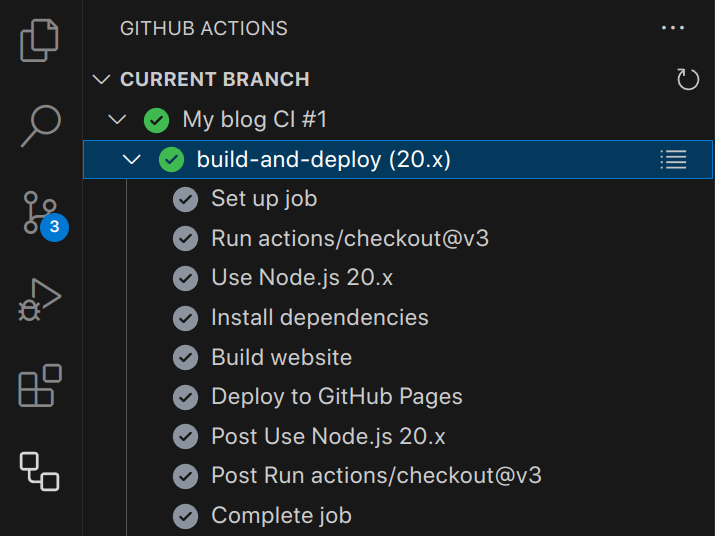 GITHUB ACTIONS
CURRENT BRANCH
My blog CI #1
build-and-deploy (20.x)
Set up job
3
Run actions/checkout@v3
Use Node.js 20.x
Install dependencies
Build website
Deploy to GitHub Pages
Post Use Node.js 20.x
Post Run actions/checkout@v3
Complete job